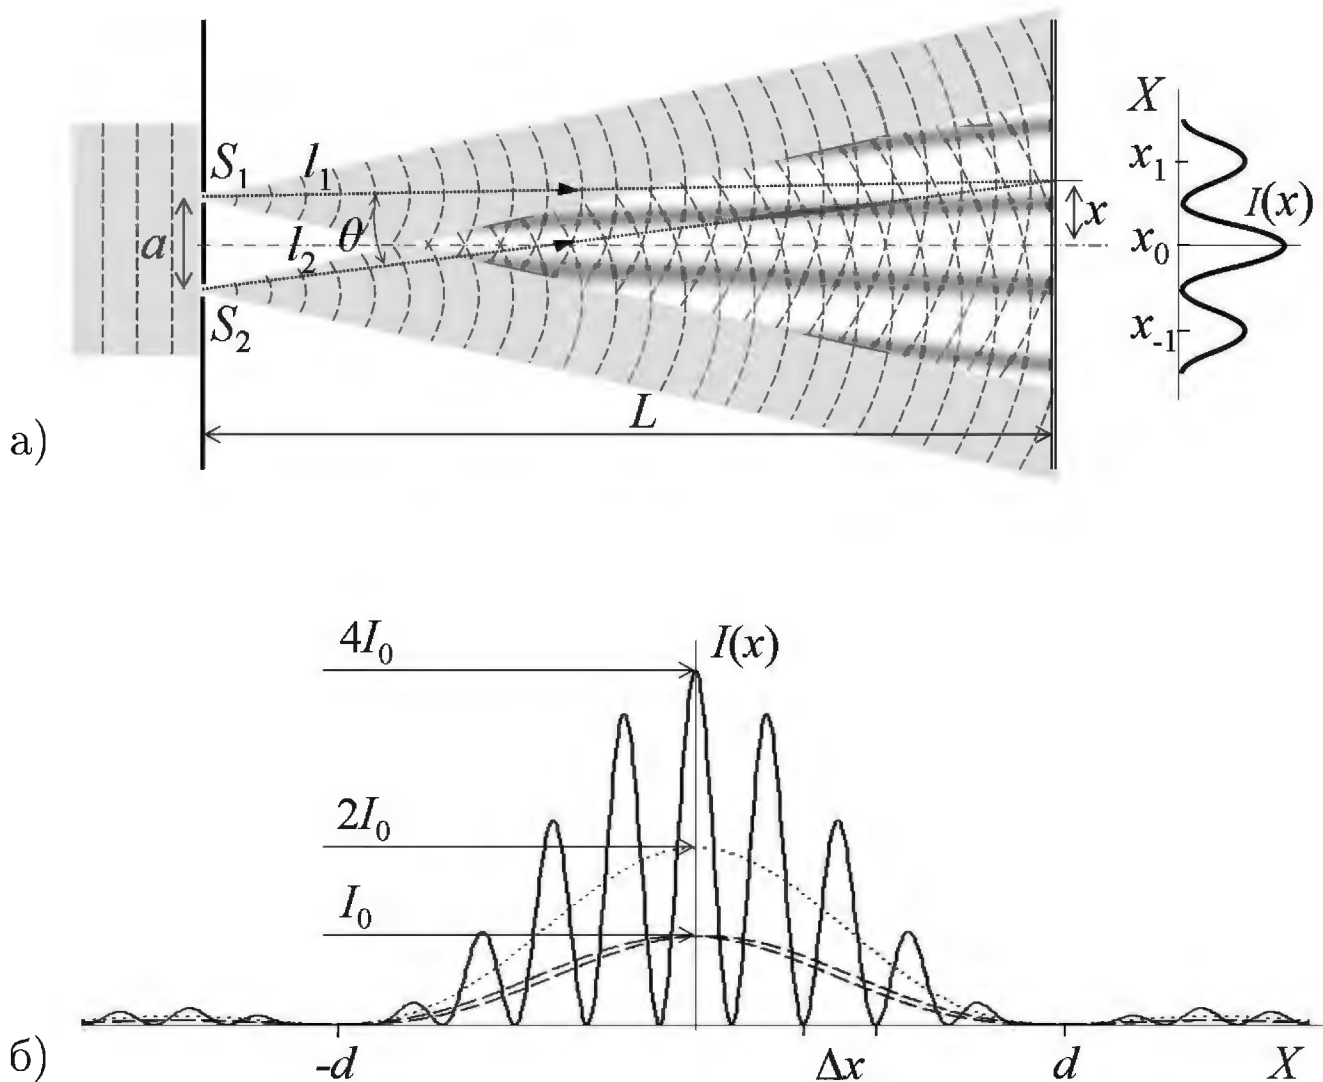 X
S₁ l₁ x₁
I(x)
a l₂ θ x x₀
S₂ x₋₁
L
а)
4I₀ I(x)
2I₀
I₀
б) -d Δx d X